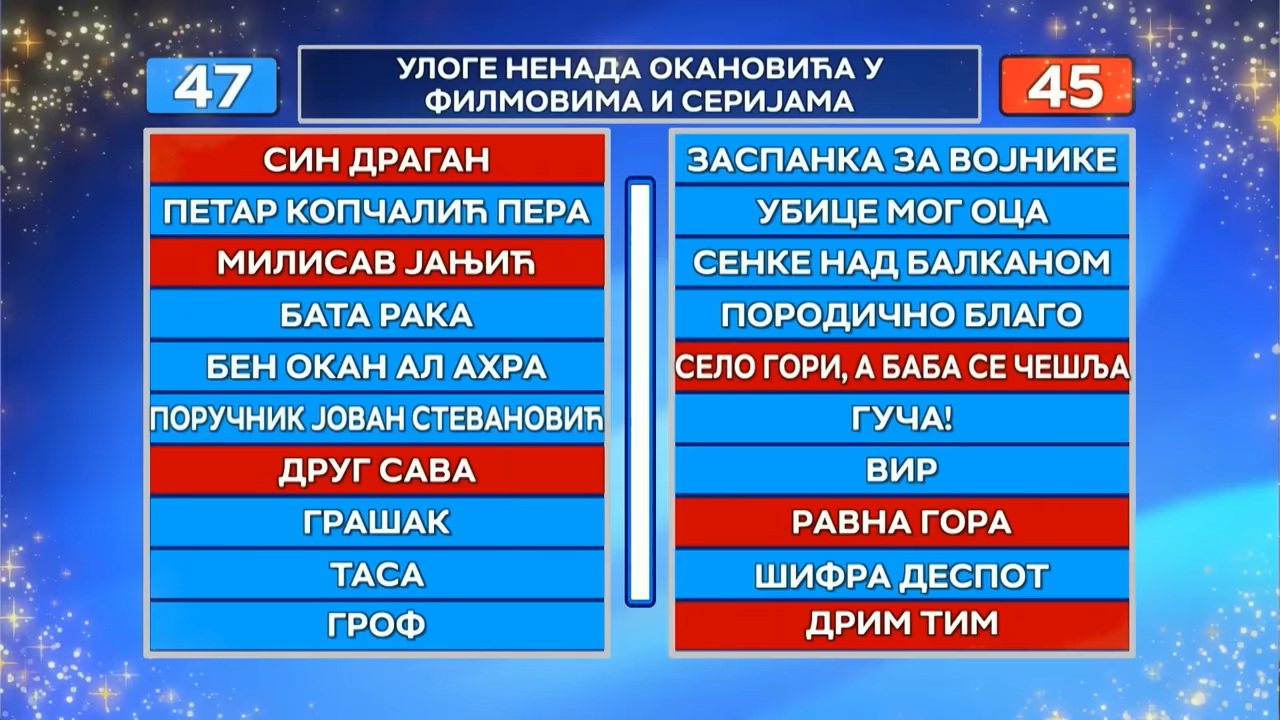 47
УЛОГЕ НЕНАДА ОКАНОВИЋА У
ФИЛМОВИМА И СЕРИЈАМА
45
СИН ДРАГАН
ПЕТАР КОПЧАЛИЋ ПЕРА
МИЛИСАВ ЈАЊИЋ
БАТА РАКА
БЕН ОКАН АЛ АХРА
ПОРУЧНИК ЈОВАН СТЕВАНОВИЋ
ДРУГ САВА
ГРАШАК
ТАСА
ГРОФ
ЗАСПАНКА ЗА ВОЈНИКЕ
УБИЦЕ МОГ ОЦА
СЕНКЕ НАД БАЛКАНОМ
ПОРОДИЧНО БЛАГО
СЕЛО ГОРИ, А БАБА СЕ ЧЕШЉА
ГУЧА!
ВИР
РАВНА ГОРА
ШИФРА ДЕСПОТ
ДРИМ ТИМ